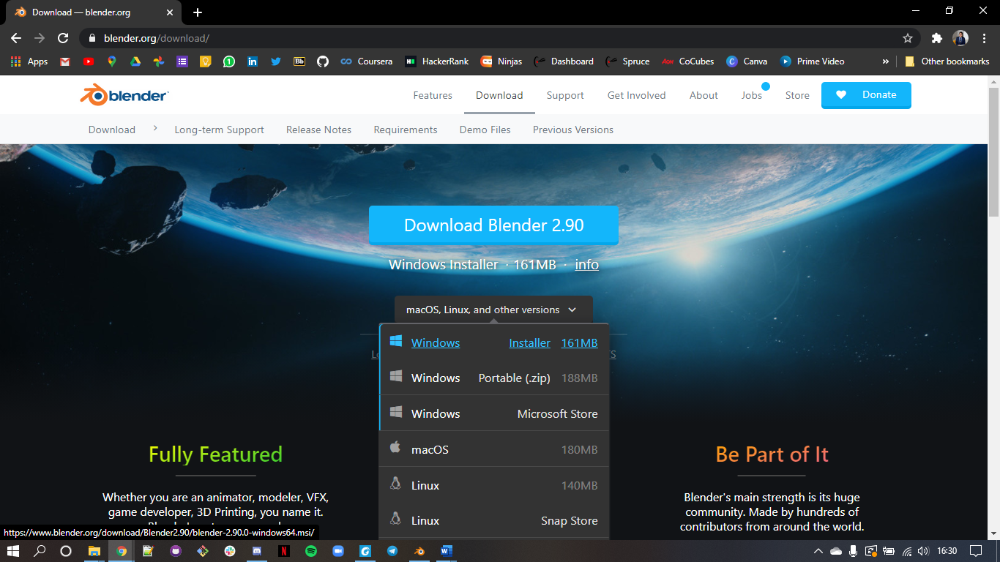 Download — blender.org
blender.org/download/
Apps Coursera HackerRank Ninjas Dashboard Spruce CoCubes Canva Prime Video » Other bookmarks
blender Features Download Support Get Involved About Jobs Store Donate
Download Long-term Support Release Notes Requirements Demo Files Previous Versions
Download Blender 2.90
Windows Installer · 161MB · info
macOS, Linux, and other versions
Windows Installer 161MB
Windows Portable (.zip) 188MB
Windows Microsoft Store
macOS 180MB
Linux 140MB
Linux Snap Store
Fully Featured
Whether you are an animator, modeler, VFX,
game developer, 3D Printing, you name it.
Be Part of It
Blender's main strength is its huge
community. Made by hundreds of
contributors from around the world.
https://www.blender.org/download/Blender2.90/blender-2.90.0-windows64.msi/
16:30